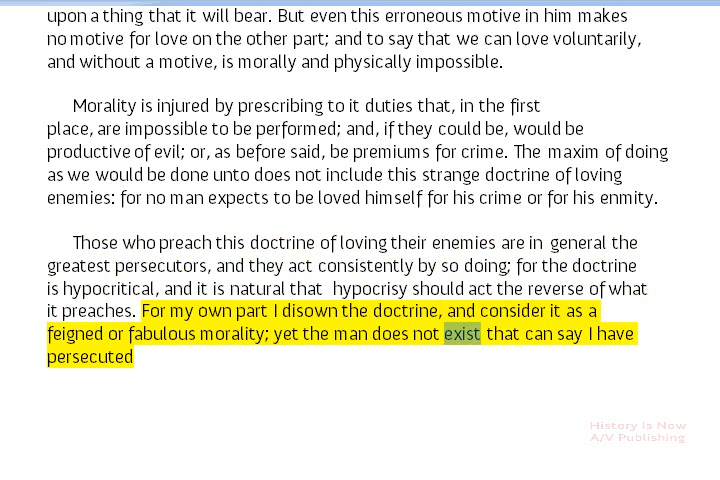 upon a thing that it will bear. But even this erroneous motive in him makes
no motive for love on the other part; and to say that we can love voluntarily,
and without a motive, is morally and physically impossible.
Morality is injured by prescribing to it duties that, in the first
place, are impossible to be performed; and, if they could be, would be
productive of evil; or, as before said, be premiums for crime. The maxim of doing
as we would be done unto does not include this strange doctrine of loving
enemies: for no man expects to be loved himself for his crime or for his enmity.
Those who preach this doctrine of loving their enemies are in general the
greatest persecutors, and they act consistently by so doing; for the doctrine
is hypocritical, and it is natural that hypocrisy should act the reverse of what
it preaches. For my own part I disown the doctrine, and consider it as a
feigned or fabulous morality; yet the man does not exist that can say I have
persecuted
History Is Now
A/V Publishing